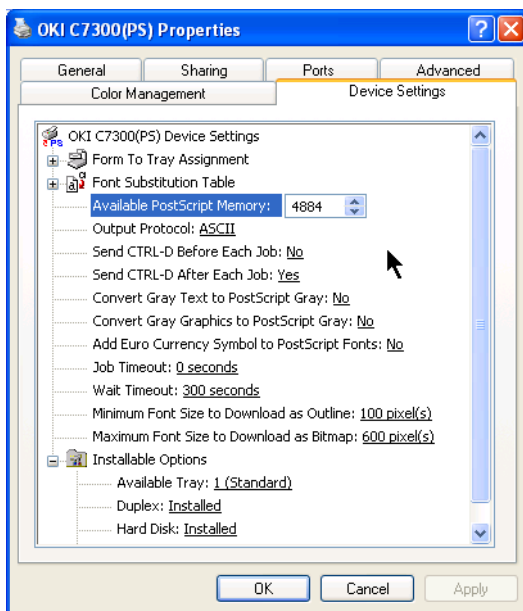 OKI C7300(PS) Properties
General Sharing Ports Advanced
Color Management Device Settings
OKI C7300(PS) Device Settings
Form To Tray Assignment
Font Substitution Table
Available PostScript Memory: 4884
Output Protocol: ASCII
Send CTRL-D Before Each Job: No
Send CTRL-D After Each Job: Yes
Convert Gray Text to PostScript Gray: No
Convert Gray Graphics to PostScript Gray: No
Add Euro Currency Symbol to PostScript Fonts: No
Job Timeout: 0 seconds
Wait Timeout: 300 seconds
Minimum Font Size to Download as Outline: 100 pixel(s)
Maximum Font Size to Download as Bitmap: 600 pixel(s)
Installable Options
Available Tray: 1 (Standard)
Duplex: Installed
Hard Disk: Installed
OK Cancel Apply